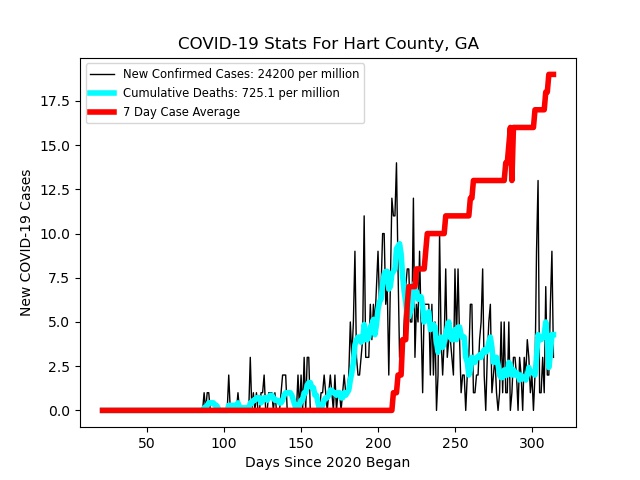 COVID-19 Stats For Hart County, GA
New Confirmed Cases: 24200 per million
Cumulative Deaths: 725.1 per million
7 Day Case Average
New COVID-19 Cases
17.5
15.0
12.5
10.0
7.5
5.0
2.5
0.0
50 100 150 200 250 300
Days Since 2020 Began